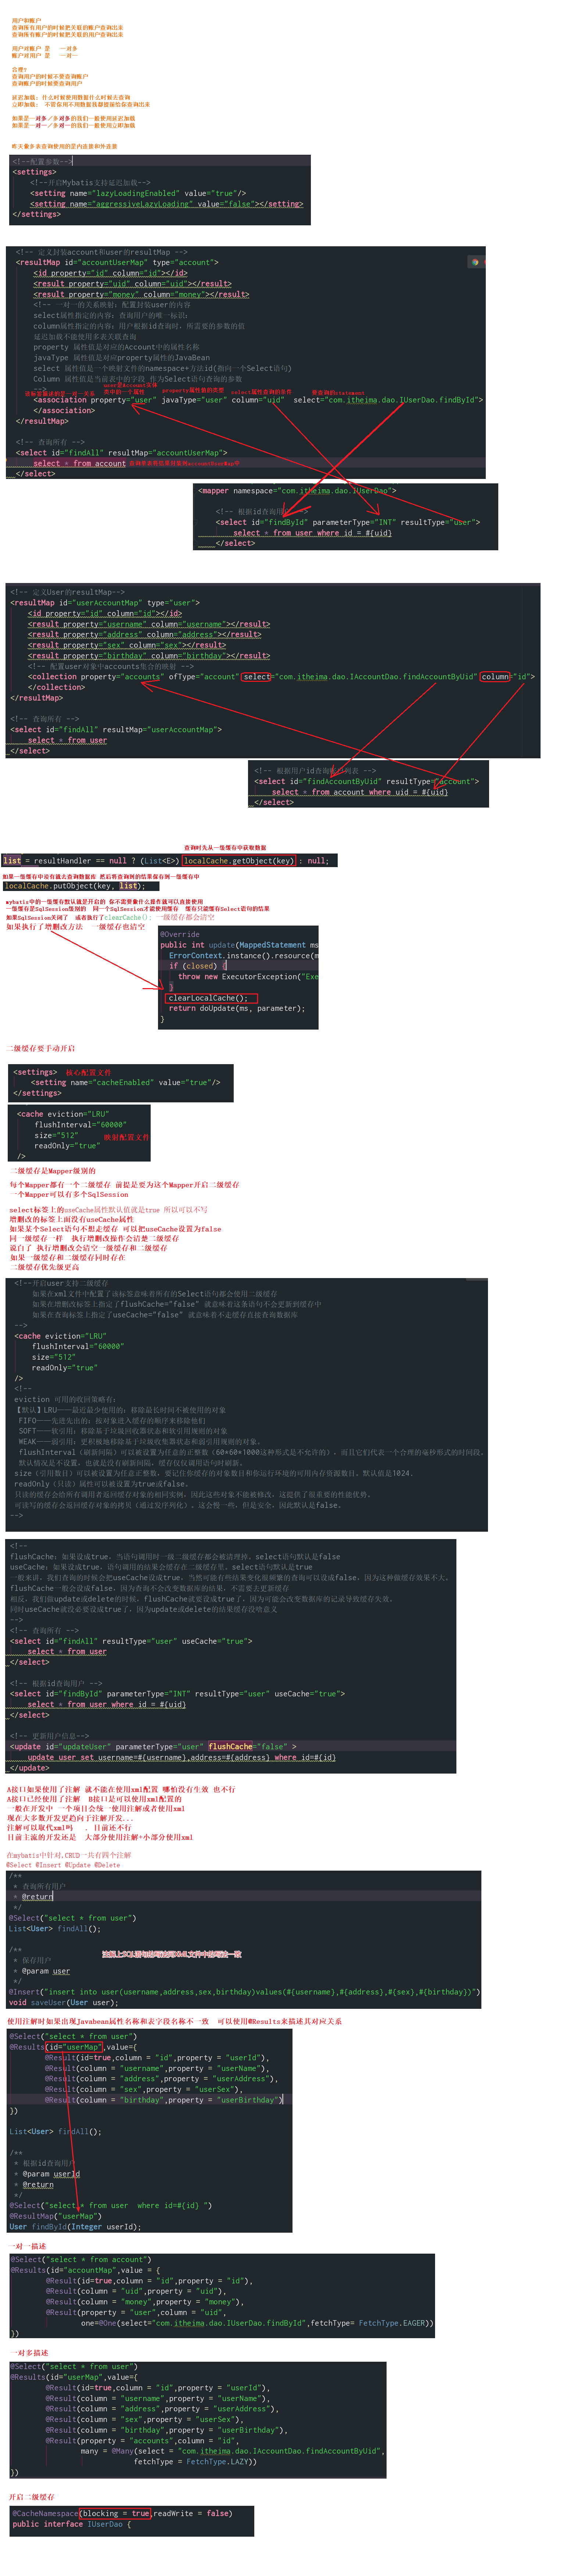 用户和帐户
查询所有用户的时候把关联的帐户查询出来
查询所有帐户的时候把关联的用户查询出来
用户对帐户 是 一对多
帐户对用户 是 一对一
合理?
查询用户的时候不要查询帐户
查询帐户的时候要查询用户
延迟加载: 什么时候使用数据什么时候去查询
立即加载: 不管你用不用数据我都直接给你查询出来
如果是一对多／多对多的我们一般使用延迟加载
如果是一对一／多对一的我们一般使用立即加载
昨天做多表查询使用的是内连接和外连接
<!--配置参数-->
<settings>
<!--开启Mybatis支持延迟加载-->
<setting name="lazyLoadingEnabled" value="true"/>
<setting name="aggressiveLazyLoading" value="false"></setting>
</settings>
<!-- 定义封装account和user的resultMap -->
<resultMap id="accountUserMap" type="account">
<id property="id" column="id"></id>
<result property="uid" column="uid"></result>
<result property="money" column="money"></result>
<!-- 一对一的关系映射：配置封装user的内容
select属性指定的内容：查询用户的唯一标识：
column属性指定的内容：用户根据id查询时，所需要的参数的值
延迟加载不能使用多表关联查询
property 属性值是对应的Account中的属性名称
javaType 属性值是对应property属性的JavaBean
select 属性值是一个映射文件的namespace+方法id(指向一个Select语句)
Column 属性值是当前表中的字段 作为Select语句查询的参数
-->
user是Account实体
类中的一个属性
property属性值的类型
select属性查询的条件
要查询的statement
<association property="user" javaType="user" column="uid" select="com.itheima.dao.IUserDao.findById">
</association>
</resultMap>
<!-- 查询所有 -->
<select id="findAll" resultMap="accountUserMap">
select * from account
</select>
<mapper namespace="com.itheima.dao.IUserDao">
<!-- 根据id查询用户 -->
<select id="findById" parameterType="INT" resultType="user">
select * from user where id = #{uid}
</select>
<!-- 定义User的resultMap-->
<resultMap id="userAccountMap" type="user">
<id property="id" column="id"></id>
<result property="username" column="username"></result>
<result property="address" column="address"></result>
<result property="sex" column="sex"></result>
<result property="birthday" column="birthday"></result>
<!-- 配置user对象中accounts集合的映射 -->
<collection property="accounts" ofType="account" select="com.itheima.dao.IAccountDao.findAccountByUid" column="id">
</collection>
</resultMap>
<!-- 查询所有 -->
<select id="findAll" resultMap="userAccountMap">
select * from user
</select>
<!-- 根据用户id查询账户列表 -->
<select id="findAccountByUid" resultType="account">
select * from account where uid = #{uid}
</select>
查询时先从一级缓存中获取数据
list = resultHandler == null ? (List<E>) localCache.getObject(key) : null;
如果一级缓存中没有就去查询数据库 然后将查询到的结果保存到一级缓存中
localCache.putObject(key, list);
mybatis中的一级缓存默认就是开启的 你不需要做什么操作就可以直接使用
一级缓存是SqlSession级别的 同一个SqlSession才能使用缓存 缓存只能缓存Select语句的结果
如果SqlSession关闭了 或者执行了clearCache(); 一级缓存都会清空
如果执行了增删改方法 一级缓存也清空
@Override
public int update(MappedStatement ms
ErrorContext.instance().resource(m
if (closed) {
throw new ExecutorException("Exe
}
clearLocalCache();
return doUpdate(ms, parameter);
}
二级缓存要手动开启
<settings> 核心配置文件
<setting name="cacheEnabled" value="true"/>
</settings>
<cache eviction="LRU"
flushInterval="60000"
size="512"
readOnly="true" 映射配置文件
/>
二级缓存是Mapper级别的
每个Mapper都有一个二级缓存 前提是要为这个Mapper开启二级缓存
一个Mapper可以有多个SqlSession
select标签上的useCache属性默认值就是true 所以可以不写
增删改的标签上面没有useCache属性
如果某个Select语句不想走缓存 可以把useCache设置为false
同一级缓存一样 执行增删改操作会清楚二级缓存
说白了 执行增删改会清空一级缓存和二级缓存
如果一级缓存和二级缓存同时存在
二级缓存优先级更高
<!--开启user支持二级缓存
如果在xml文件中配置了该标签意味着所有的Select语句都会使用二级缓存
如果在增删改标签上指定了flushCache="false" 就意味着这条语句不会更新到缓存中
如果在查询标签上指定了useCache="false" 就意味着不走缓存直接查询数据库
-->
<cache eviction="LRU"
flushInterval="60000"
size="512"
readOnly="true"
/>
<!--
eviction 可用的收回策略有：
【默认】LRU——最近最少使用的：移除最长时间不被使用的对象
FIFO——先进先出的：按对象进入缓存的顺序来移除他们
SOFT——软引用：移除基于垃圾回收器状态和软引用规则的对象
WEAK——弱引用：更积极地移除基于垃圾收集器状态和弱引用规则的对象。
flushInterval（刷新间隔）可以被设置为任意的正整数（60*60*1000这种形式是不允许的），而且它们代表一个合理的毫秒形式的时间段。
默认情况是不设置，也就是没有刷新间隔，缓存仅仅调用语句时刷新。
size（引用数目）可以被设置为任意正整数，要记住你缓存的对象数目和你运行环境的可用内存资源数目。默认值是1024.
readOnly（只读）属性可以被设置为true或false.
只读的缓存会给所有调用者返回缓存对象的相同实例，因此这些对象不能被修改，这提供了很重要的性能优势。
可读写的缓存会返回缓存对象的拷贝（通过序列化），这会慢一些，但是安全，因此默认是false.
-->
<!--
flushCache：如果设成true，当语句调用时一级二级缓存都会被清理掉。select语句默认是false
useCache：如果设成true，语句调用的结果会缓存在二级缓存里。select语句默认是true
一般来讲，我们查询的时候会把useCache设成true，当然可能有些结果变化很频繁的查询可以设成false，因为这种做缓存效果不大。
flushCache一般会设成false，因为查询不会改变数据库的结果，不需要去更新缓存
相反，我们做update或delete的时候，flushCache就要设成true了，因为可能会改变数据库的记录导致缓存失效。
同时useCache就没必要设成true了，因为update或delete的结果缓存没啥意义
-->
<!-- 查询所有 -->
<select id="findAll" resultType="user" useCache="true">
select * from user
</select>
<!-- 根据id查询用户 -->
<select id="findById" parameterType="INT" resultType="user" useCache="true">
select * from user where id = #{uid}
</select>
<!-- 更新用户信息-->
<update id="updateUser" parameterType="user" flushCache="false" >
update user set username=#{username},address=#{address} where id=#{id}
</update>
A接口如果使用了注解 就不能在使用xml配置 哪怕没有生效 也不行
A接口已经使用了注解 B接口是可以使用xml配置的
一般在开发中 一个项目会统一使用注解或者使用xml
现在大多数开发更趋向于注解开发...
注解可以取代xml吗 . 目前还不行
目前主流的开发还是 大部分使用注解+小部分使用xml
在mybatis中针对,CRUD一共有四个注解
@Select @Insert @Update @Delete
/**
* 查询所有用户
* @return
*/
@Select("select * from user")
List<User> findAll();
/**
* 保存用户
* @param user
*/
注解上SQL语句的写法同XML文件中的写法一致
@Insert("insert into user(username,address,sex,birthday)values(#{username},#{address},#{sex},#{birthday})")
void saveUser(User user);
使用注解时如果出现Javabean属性名称和表字段名称不一致 可以使用@Results来描述其对应关系
@Select("select * from user")
@Results(id="userMap",value={
@Result(id=true,column = "id",property = "userId"),
@Result(column = "username",property = "userName"),
@Result(column = "address",property = "userAddress"),
@Result(column = "sex",property = "userSex"),
@Result(column = "birthday",property = "userBirthday")
})
List<User> findAll();
/**
* 根据id查询用户
* @param userId
* @return
*/
@Select("select * from user where id=#{id} ")
@ResultMap("userMap")
User findById(Integer userId);
一对一描述
@Select("select * from account")
@Results(id="accountMap",value = {
@Result(id=true,column = "id",property = "id"),
@Result(column = "uid",property = "uid"),
@Result(column = "money",property = "money"),
@Result(property = "user",column = "uid",
one=@One(select="com.itheima.dao.IUserDao.findById",fetchType= FetchType.EAGER))
})
一对多描述
@Select("select * from user")
@Results(id="userMap",value={
@Result(id=true,column = "id",property = "userId"),
@Result(column = "username",property = "userName"),
@Result(column = "address",property = "userAddress"),
@Result(column = "sex",property = "userSex"),
@Result(column = "birthday",property = "userBirthday"),
@Result(property = "accounts",column = "id",
many = @Many(select = "com.itheima.dao.IAccountDao.findAccountByUid",
fetchType = FetchType.LAZY))
})
开启二级缓存
@CacheNamespace(blocking = true,readWrite = false)
public interface IUserDao {